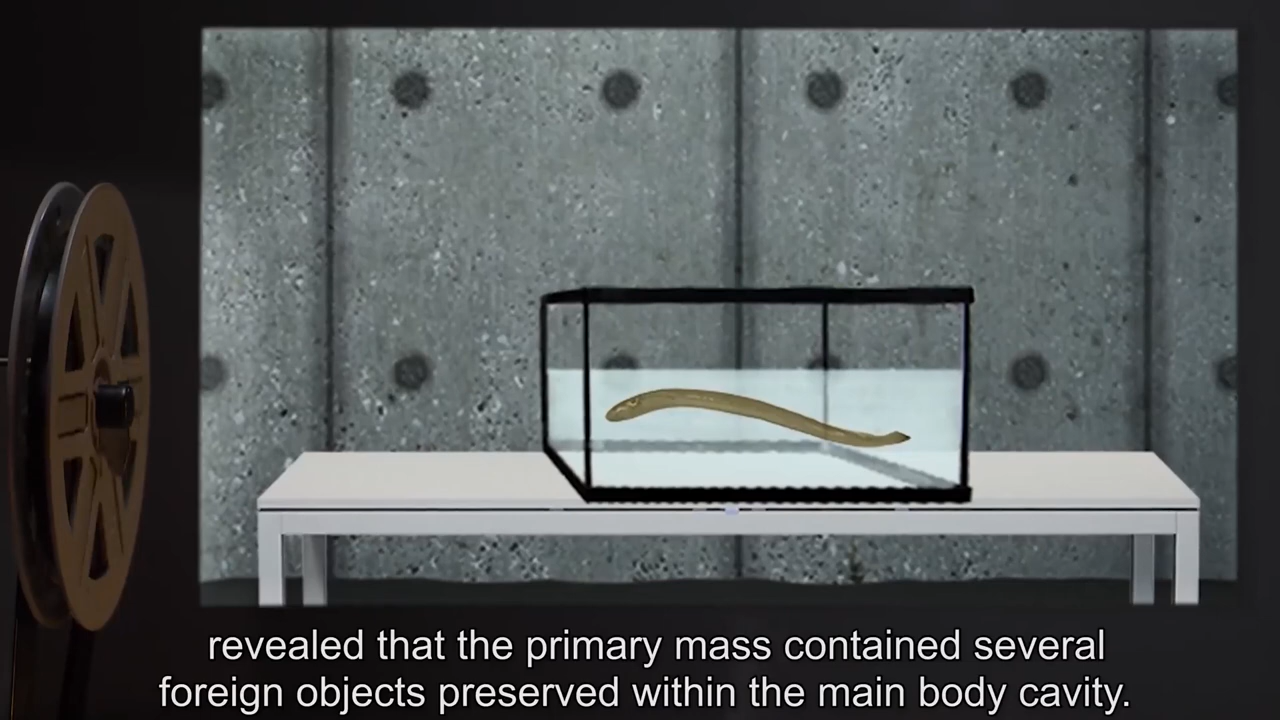 revealed that the primary mass contained several
foreign objects preserved within the main body cavity.